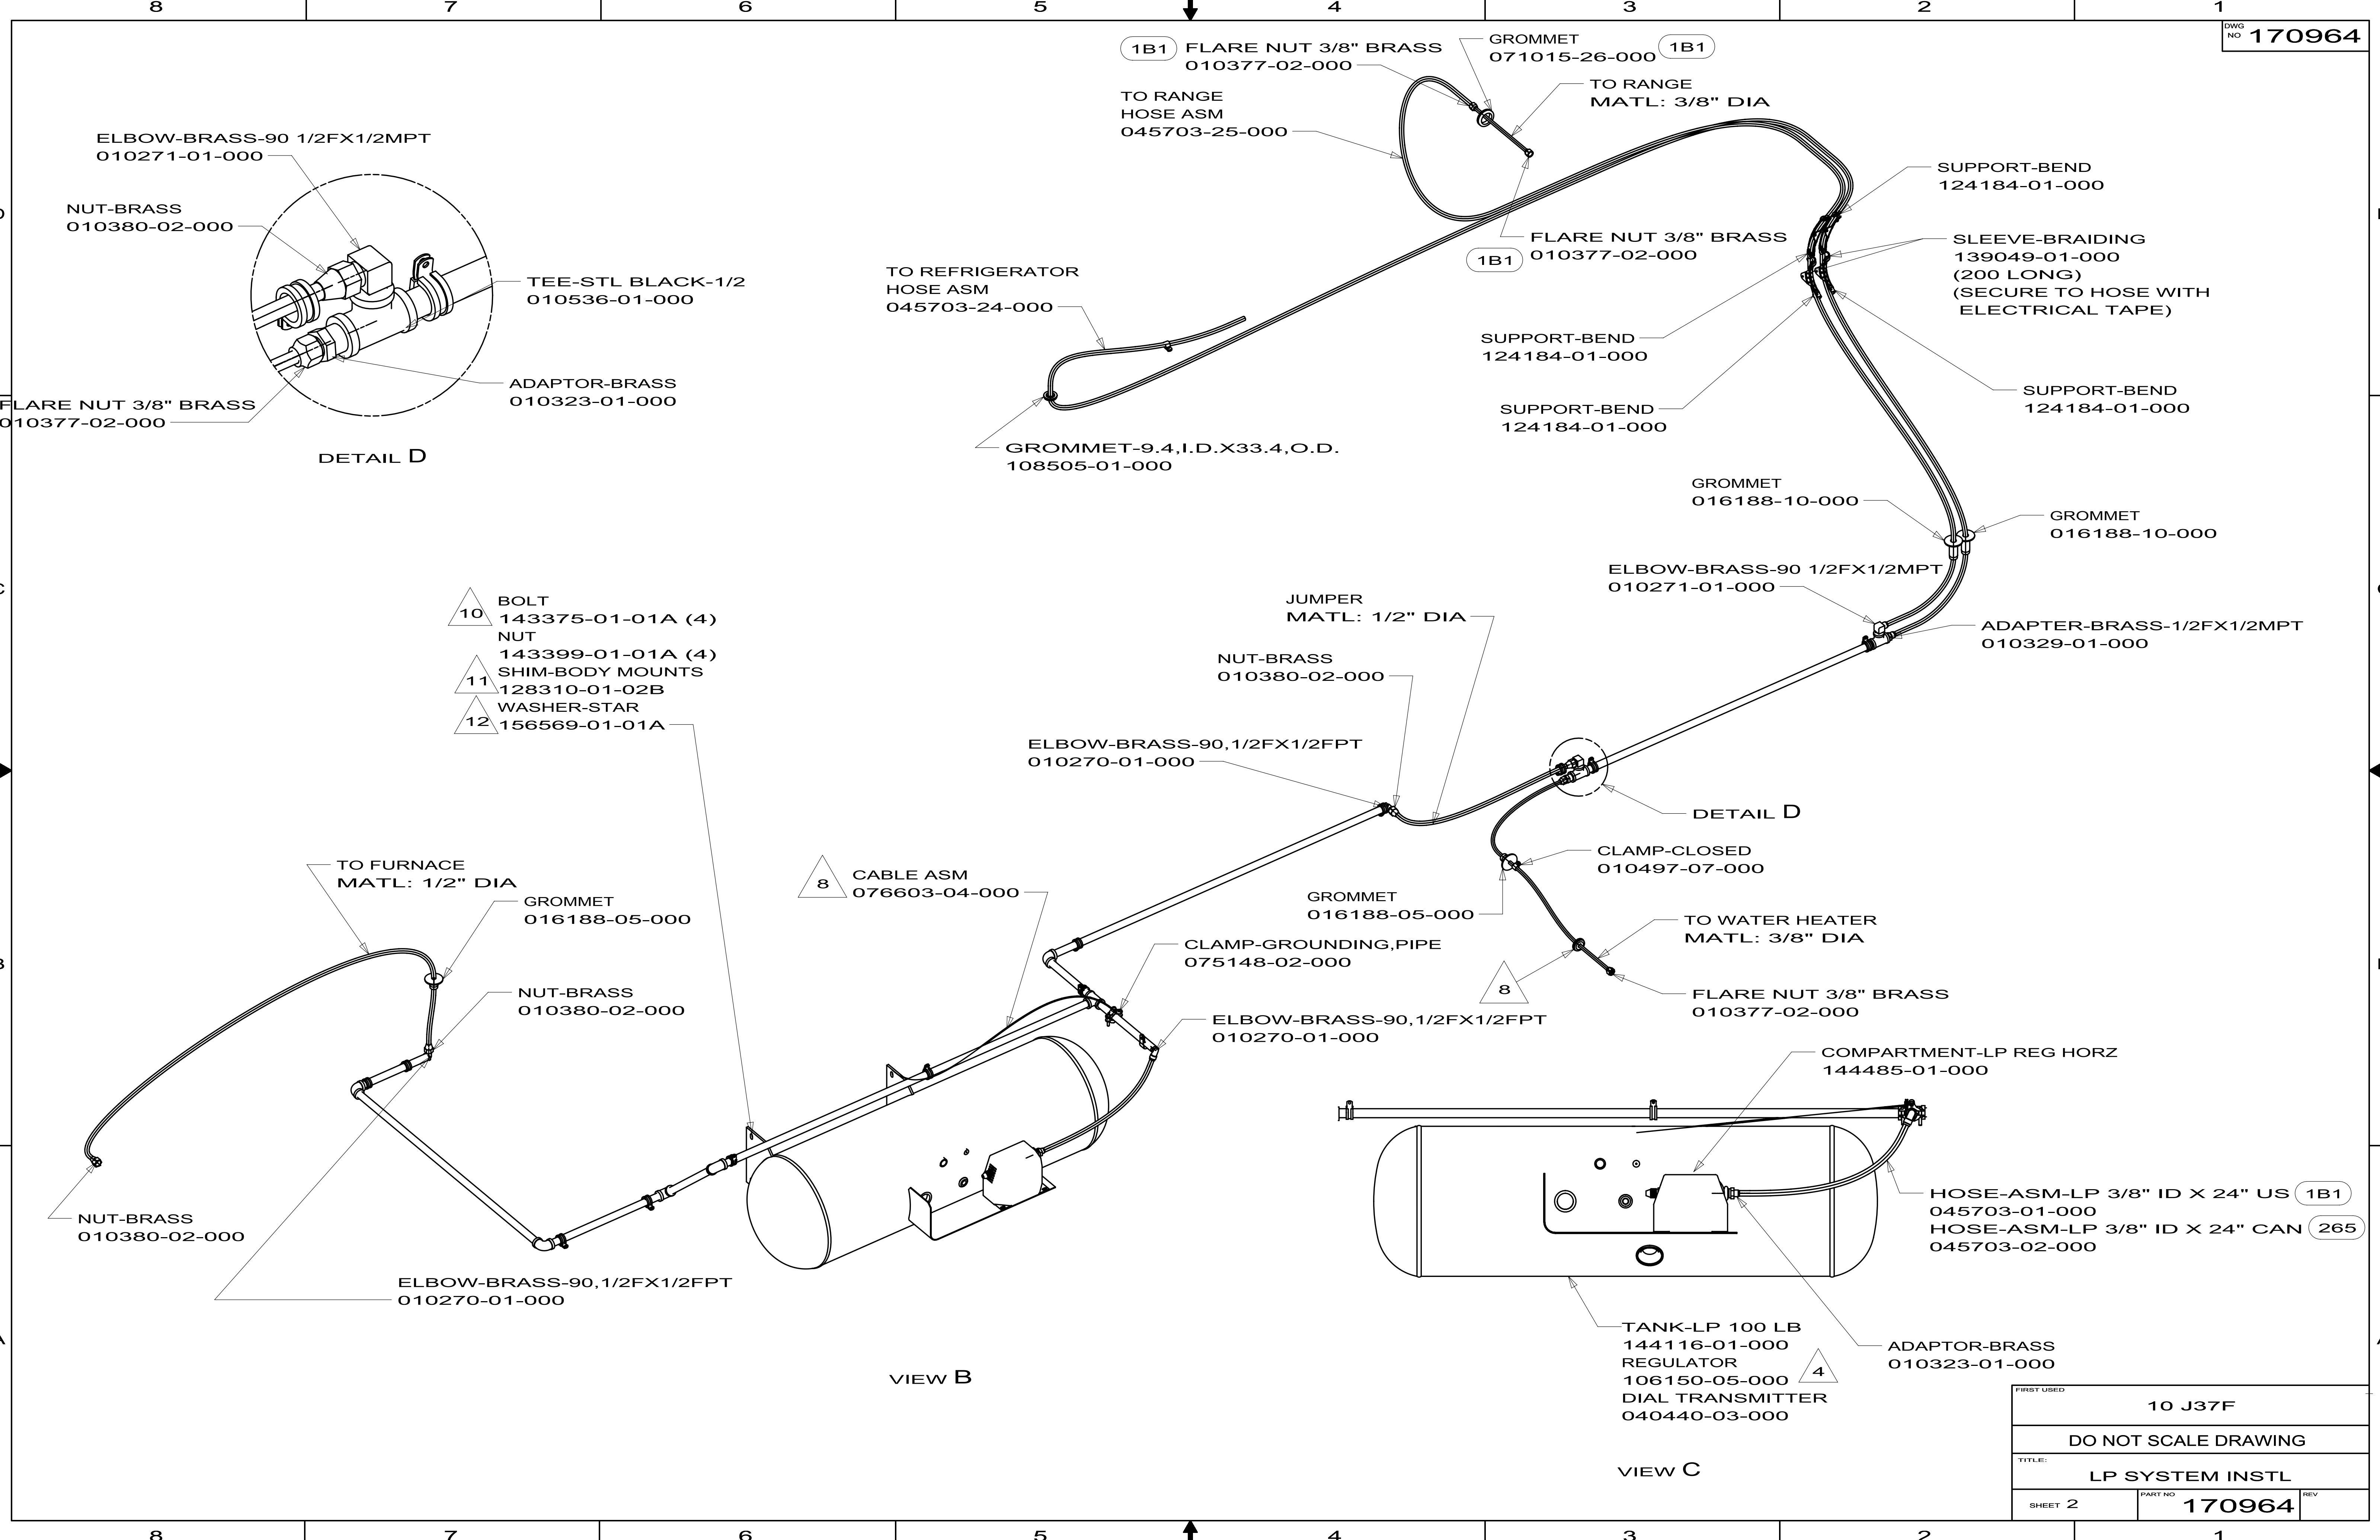 8 7 6 5 4 3 2 1
DWG
NO 170964
1B1 FLARE NUT 3/8" BRASS
010377-02-000
GROMMET
071015-26-000 1B1
TO RANGE
HOSE ASM
045703-25-000
TO RANGE
MATL: 3/8" DIA
ELBOW-BRASS-90 1/2FX1/2MPT
010271-01-000
NUT-BRASS
010380-02-000
TEE-STL BLACK-1/2
010536-01-000
ADAPTOR-BRASS
010323-01-000
FLARE NUT 3/8" BRASS
010377-02-000
DETAIL D
SUPPORT-BEND
124184-01-000
FLARE NUT 3/8" BRASS
1B1 010377-02-000
SLEEVE-BRAIDING
139049-01-000
(200 LONG)
(SECURE TO HOSE WITH
ELECTRICAL TAPE)
TO REFRIGERATOR
HOSE ASM
045703-24-000
SUPPORT-BEND
124184-01-000
SUPPORT-BEND
124184-01-000
SUPPORT-BEND
124184-01-000
GROMMET-9.4,I.D.X33.4,O.D.
108505-01-000
GROMMET
016188-10-000
GROMMET
016188-10-000
ELBOW-BRASS-90 1/2FX1/2MPT
010271-01-000
ADAPTER-BRASS-1/2FX1/2MPT
010329-01-000
10 BOLT
143375-01-01A (4)
NUT
143399-01-01A (4)
11 SHIM-BODY MOUNTS
128310-01-02B
12 WASHER-STAR
156569-01-01A
JUMPER
MATL: 1/2" DIA
NUT-BRASS
010380-02-000
ELBOW-BRASS-90,1/2FX1/2FPT
010270-01-000
DETAIL D
CLAMP-CLOSED
010497-07-000
GROMMET
016188-05-000
TO WATER HEATER
MATL: 3/8" DIA
8
FLARE NUT 3/8" BRASS
010377-02-000
TO FURNACE
MATL: 1/2" DIA
GROMMET
016188-05-000
8 CABLE ASM
076603-04-000
CLAMP-GROUNDING,PIPE
075148-02-000
NUT-BRASS
010380-02-000
ELBOW-BRASS-90,1/2FX1/2FPT
010270-01-000
NUT-BRASS
010380-02-000
ELBOW-BRASS-90,1/2FX1/2FPT
010270-01-000
VIEW B
COMPARTMENT-LP REG HORZ
144485-01-000
HOSE-ASM-LP 3/8" ID X 24" US 1B1
045703-01-000
HOSE-ASM-LP 3/8" ID X 24" CAN 265
045703-02-000
TANK-LP 100 LB
144116-01-000
REGULATOR
106150-05-000 4
DIAL TRANSMITTER
040440-03-000
ADAPTOR-BRASS
010323-01-000
VIEW C
FIRST USED
10 J37F
DO NOT SCALE DRAWING
TITLE:
LP SYSTEM INSTL
SHEET 2
PART NO 170964
REV
8 7 6 5 4 3 2 1